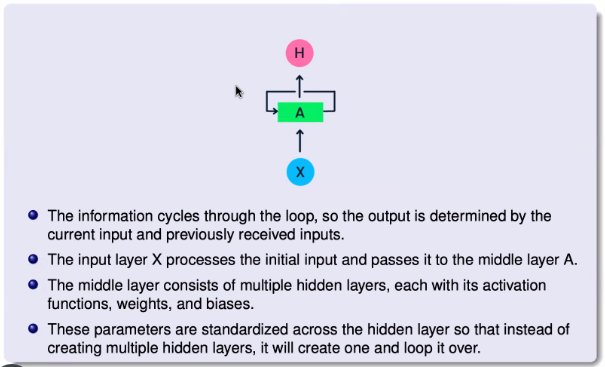 H
A
X
The information cycles through the loop, so the output is determined by the
current input and previously received inputs.
The input layer X processes the initial input and passes it to the middle layer A.
The middle layer consists of multiple hidden layers, each with its activation
functions, weights, and biases.
These parameters are standardized across the hidden layer so that instead of
creating multiple hidden layers, it will create one and loop it over.